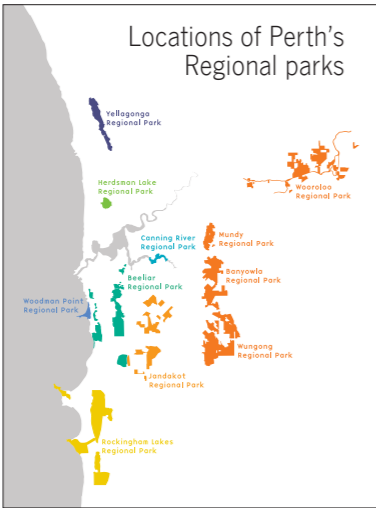 Locations of Perth's
Regional parks
Yellagonga
Regional Park
Herdsman Lake
Regional Park
Wooroloo
Regional Park
Canning River
Regional Park
Mundy
Regional Park
Beeliar
Regional Park
Banyowla
Regional Park
Woodman Point
Regional Park
Wungong
Regional Park
Jandakot
Regional Park
Rockingham Lakes
Regional Park